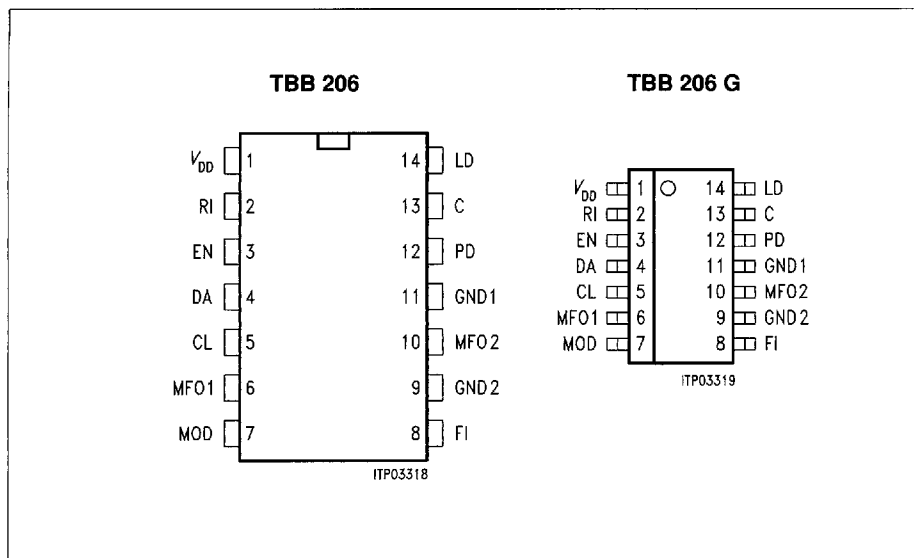 TBB 206
V_DD 1 14 LD
RI 2 13 C
EN 3 12 PD
DA 4 11 GND1
CL 5 10 MFO2
MFO1 6 9 GND2
MOD 7 8 FI
ITP03318
TBB 206 G
V_DD 1 14 LD
RI 2 13 C
EN 3 12 PD
DA 4 11 GND1
CL 5 10 MFO2
MFO1 6 9 GND2
MOD 7 8 FI
ITP03319